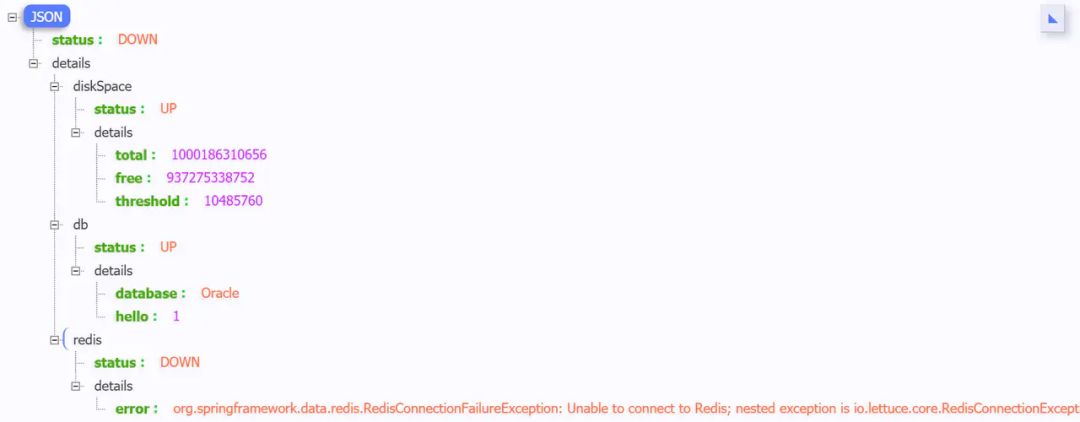 JSON
status : DOWN
details
diskSpace
status : UP
details
total : 1000186310656
free : 937275338752
threshold : 10485760
db
status : UP
details
database : Oracle
hello : 1
redis
status : DOWN
details
error : org.springframework.data.redis.RedisConnectionFailureException: Unable to connect to Redis; nested exception is io.lettuce.core.RedisConnectionExcept